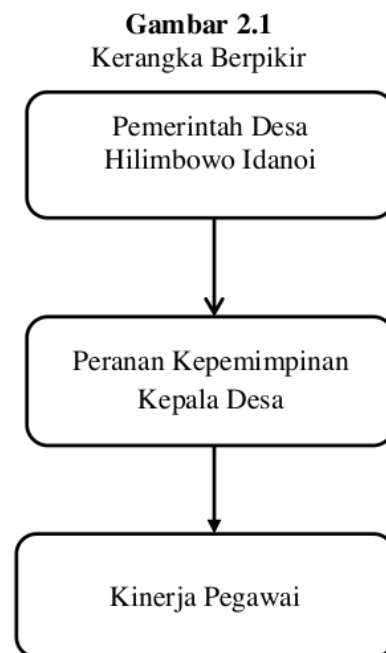 Gambar 2.1
Kerangka Berpikir
Pemerintah Desa
Hilimbowo Idanoi
Peranan Kepemimpinan
Kepala Desa
Kinerja Pegawai